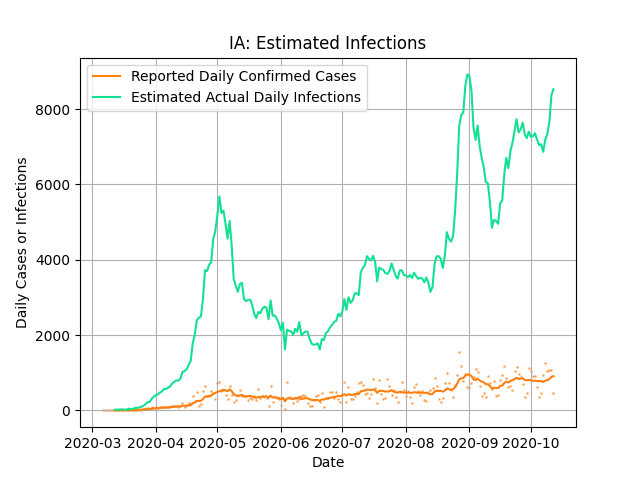 IA: Estimated Infections
Reported Daily Confirmed Cases
Estimated Actual Daily Infections
Daily Cases or Infections
8000
6000
4000
2000
0
2020-03 2020-04 2020-05 2020-06 2020-07 2020-08 2020-09 2020-10
Date